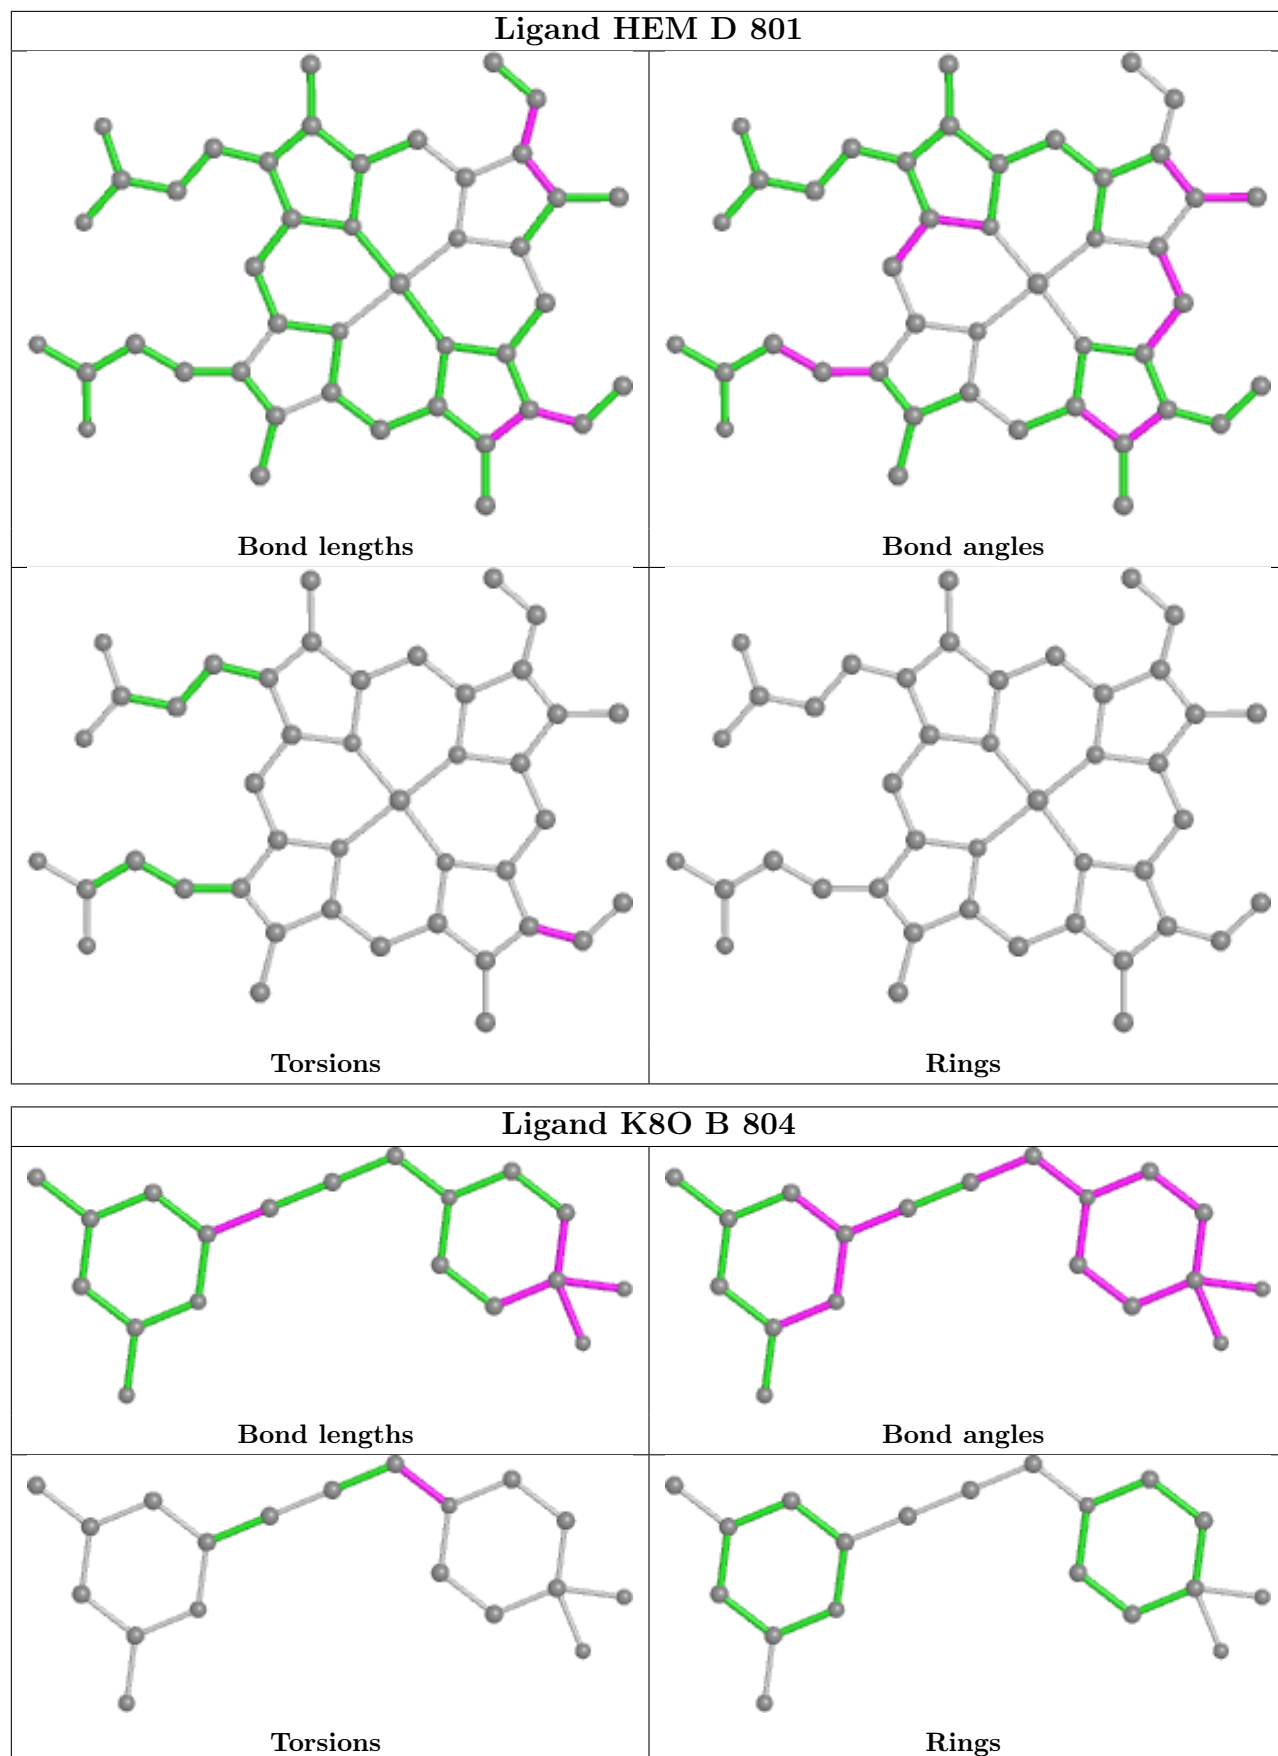 Ligand HEM D 801
Bond lengths
Bond angles
Torsions
Rings
Ligand K8O B 804
Bond lengths
Bond angles
Torsions
Rings